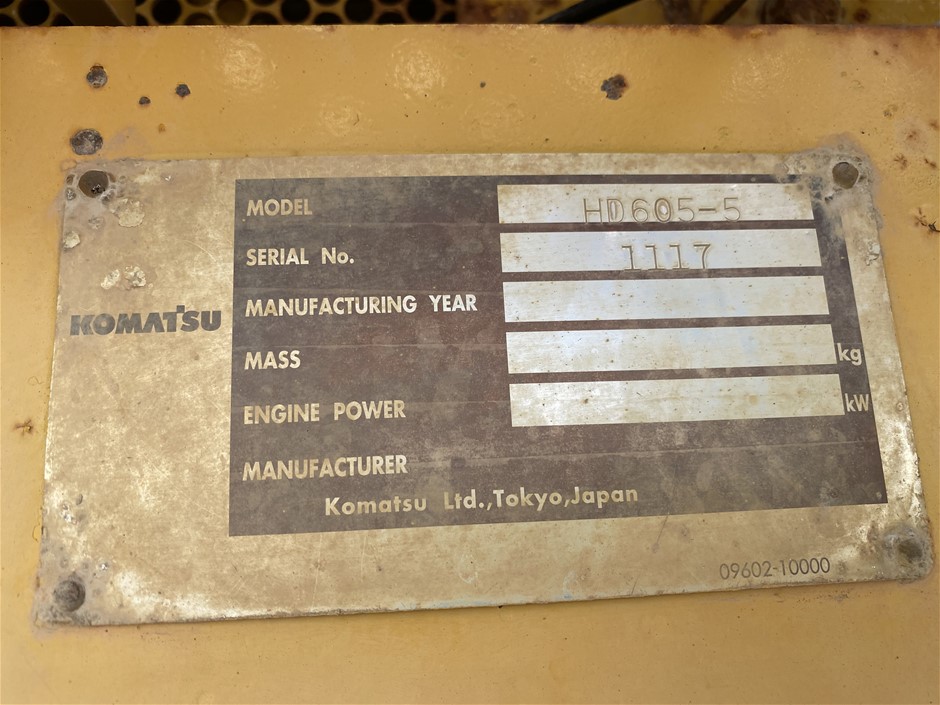 KOMATSU
MODEL HD605-5
SERIAL No. 1117
MANUFACTURING YEAR
MASS kg
ENGINE POWER kW
MANUFACTURER
Komatsu Ltd.,Tokyo,Japan
09602-10000